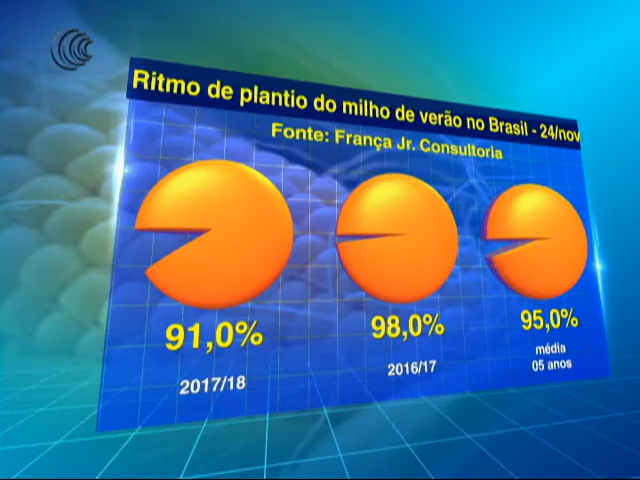 Ritmo de plantio do milho de verão no Brasil - 24/nov
Fonte: França Jr. Consultoria
91,0%
2017/18
98,0%
2016/17
95,0%
média
05 anos